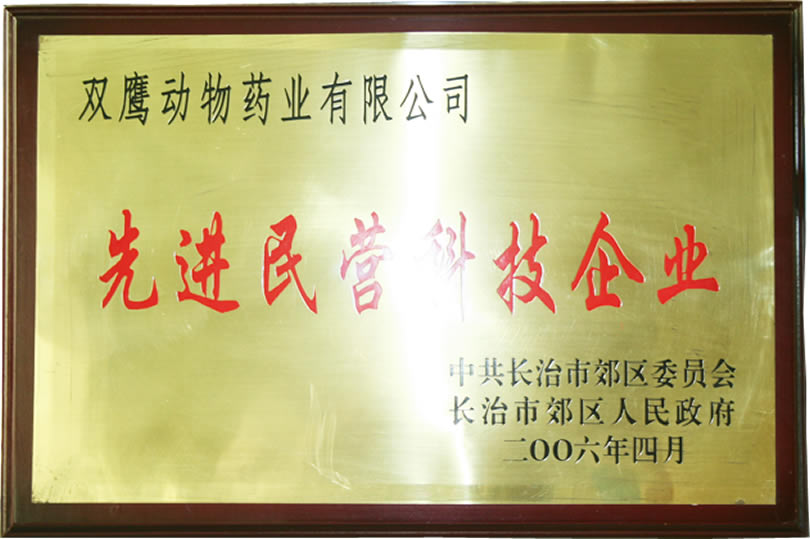 双鹰动物药业有限公司
先进民营科技企业
中共长治市郊区委员会
长治市郊区人民政府
二OO六年四月